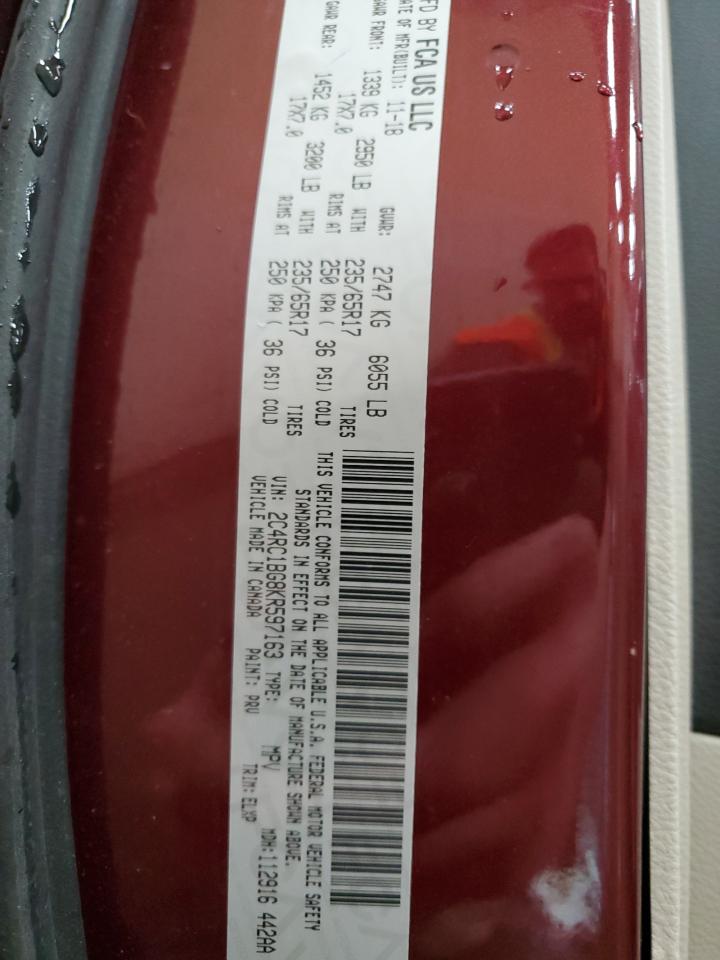 FD BY FCA US LLC
ATE OF MFR(BUILT): 11-18 GVWR: 2747 KG 6055 LB
GAWR FRONT: 1339 KG 2950 LB WITH 235/65R17 TIRES
17X7.0 RIMS AT 250 KPA ( 36 PSI) COLD
GAWR REAR: 1452 KG 3200 LB WITH 235/65R17 TIRES
17X7.0 RIMS AT 250 KPA ( 36 PSI) COLD
THIS VEHICLE CONFORMS TO ALL APPLICABLE U.S.A. FEDERAL MOTOR VEHICLE SAFETY
STANDARDS IN EFFECT ON THE DATE OF MANUFACTURE SHOWN ABOVE.
VIN: 2C4RC1BG8KR597163 TYPE: MPV MDH:112916 442AA
VEHICLE MADE IN CANADA PAINT: PRV TRIM: ELXP